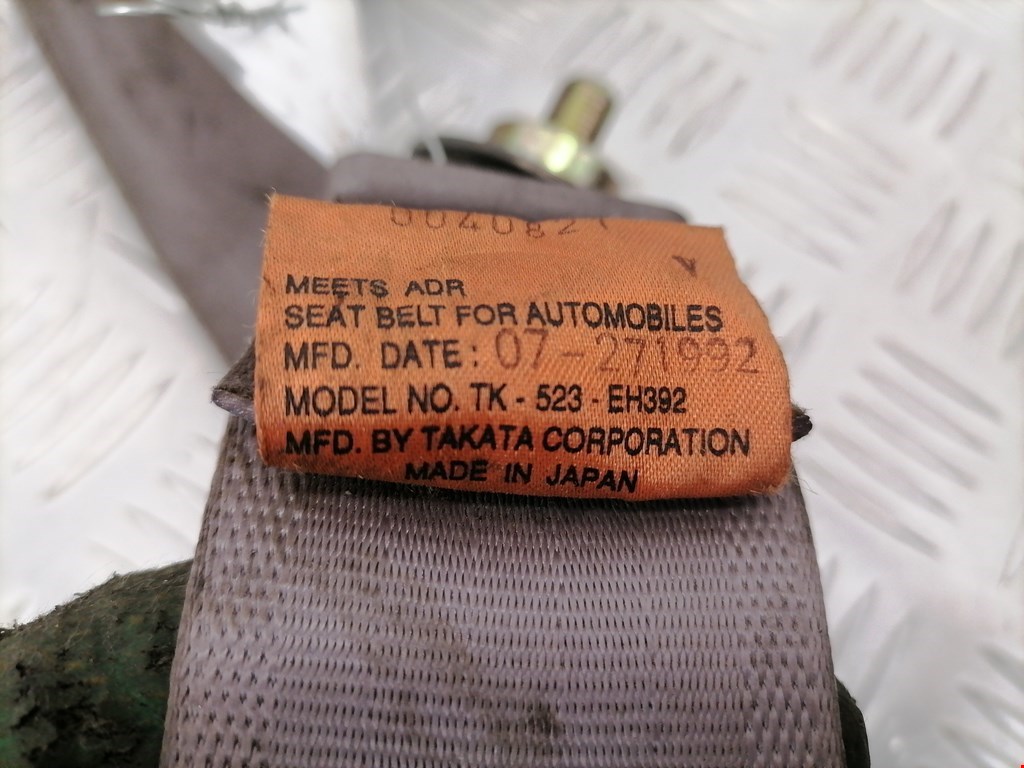 MEETS ADR
SEAT BELT FOR AUTOMOBILES
MFD. DATE: 07-271992
MODEL NO. TK-523-EH392
MFD. BY TAKATA CORPORATION
MADE IN JAPAN